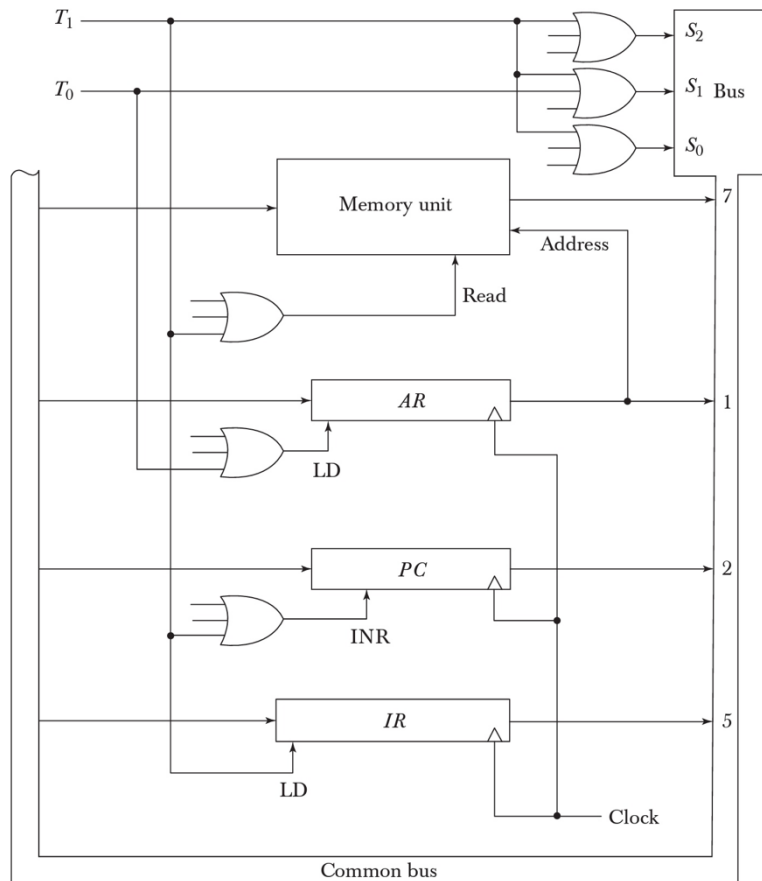 T₁
S₂
T₀
S₁ Bus
S₀
Memory unit
7
Address
Read
AR
1
LD
PC
2
INR
IR
5
LD
Clock
Common bus